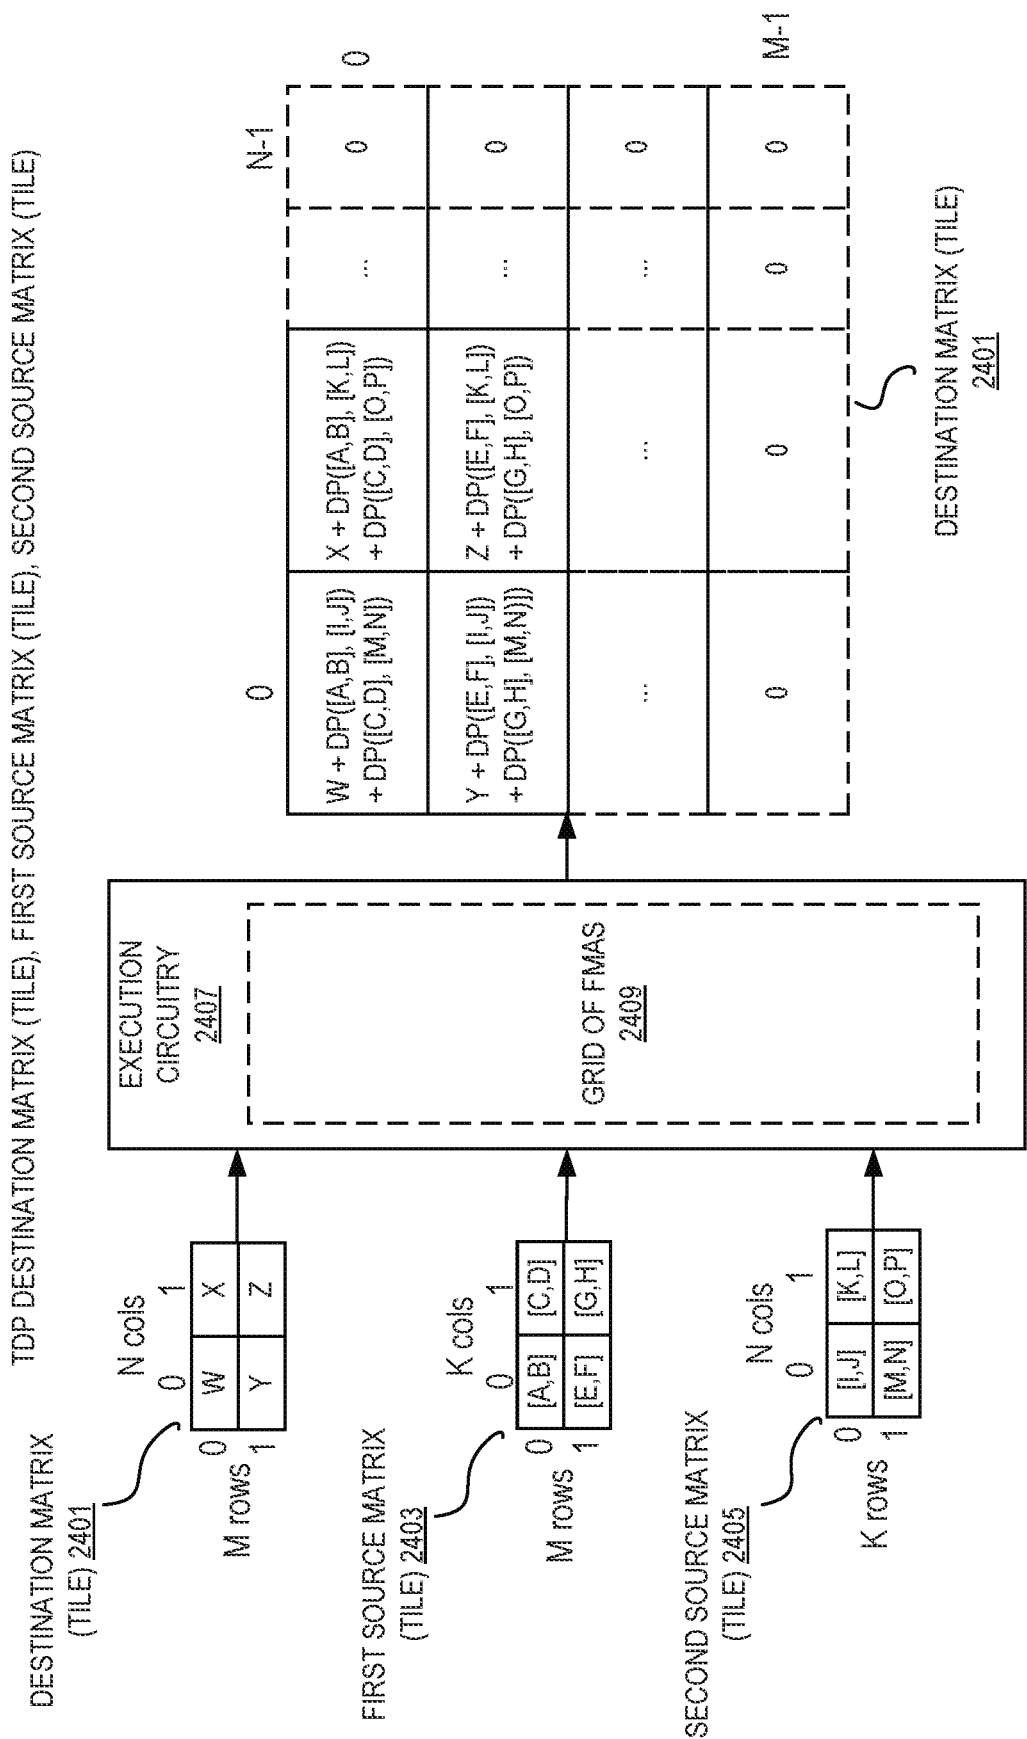 TDP DESTINATION MATRIX (TILE), FIRST SOURCE MATRIX (TILE), SECOND SOURCE MATRIX (TILE)
DESTINATION MATRIX
(TILE) 2401
N cols
0 1
M rows
0 W X
1 Y Z
FIRST SOURCE MATRIX
(TILE) 2403
K cols
0 1
M rows
0 [A,B] [C,D]
1 [E,F] [G,H]
SECOND SOURCE MATRIX
(TILE) 2405
N cols
0 1
K rows
0 [I,J] [K,L]
1 [M,N] [O,P]
EXECUTION
CIRCUITRY
2407
GRID OF FMAS
2409
0 N-1
0
W + DP([A,B], [I,J]) X + DP([A,B], [K,L]) ... 0
+ DP([C,D], [M,N]) + DP([C,D], [O,P])
Y + DP([E,F], [I,J]) Z + DP([E,F], [K,L]) ... 0
+ DP([G,H], [M,N)]) + DP([G,H], [O,P])
... ... ... 0
0 0 0 0
M-1
DESTINATION MATRIX (TILE)
2401